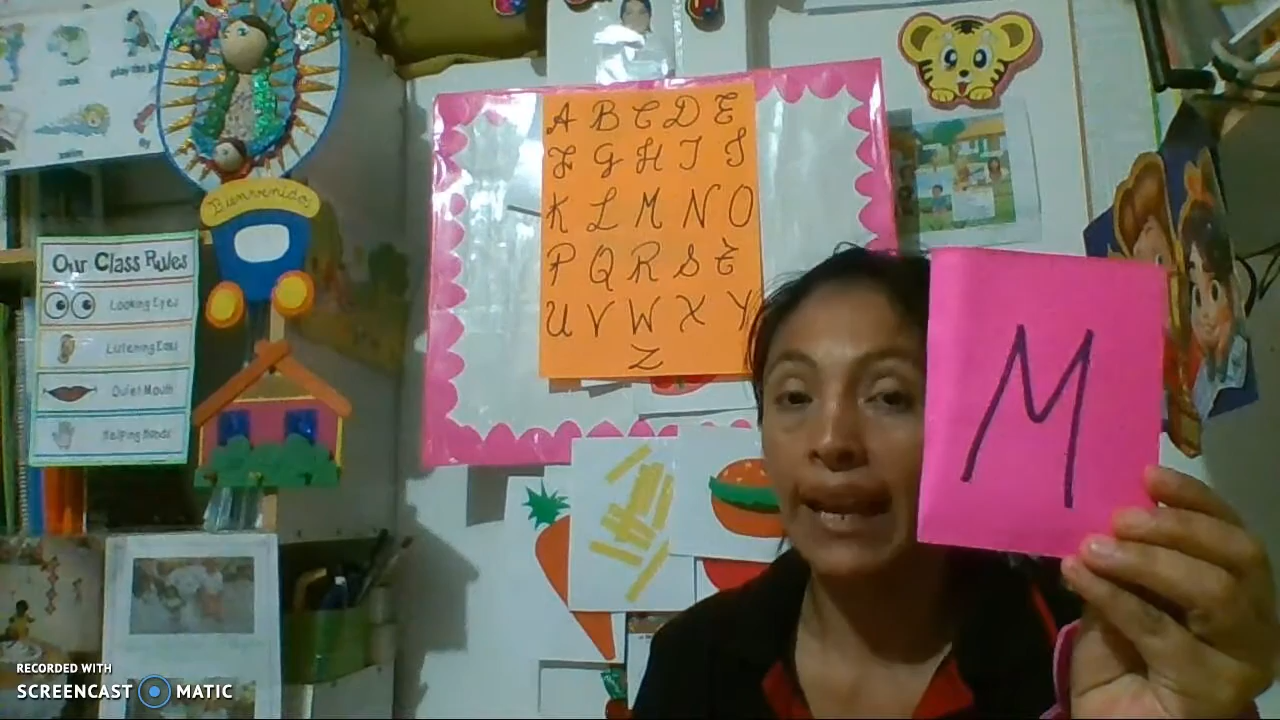 Bienvenidos
Our Class Rules
Looking Eyes
Listening Ears
Quiet Mouth
Helping Hands
A B C D E
F G H I J
K L M N O
P Q R S T
U V W X Y
Z
M
RECORDED WITH
SCREENCAST MATIC